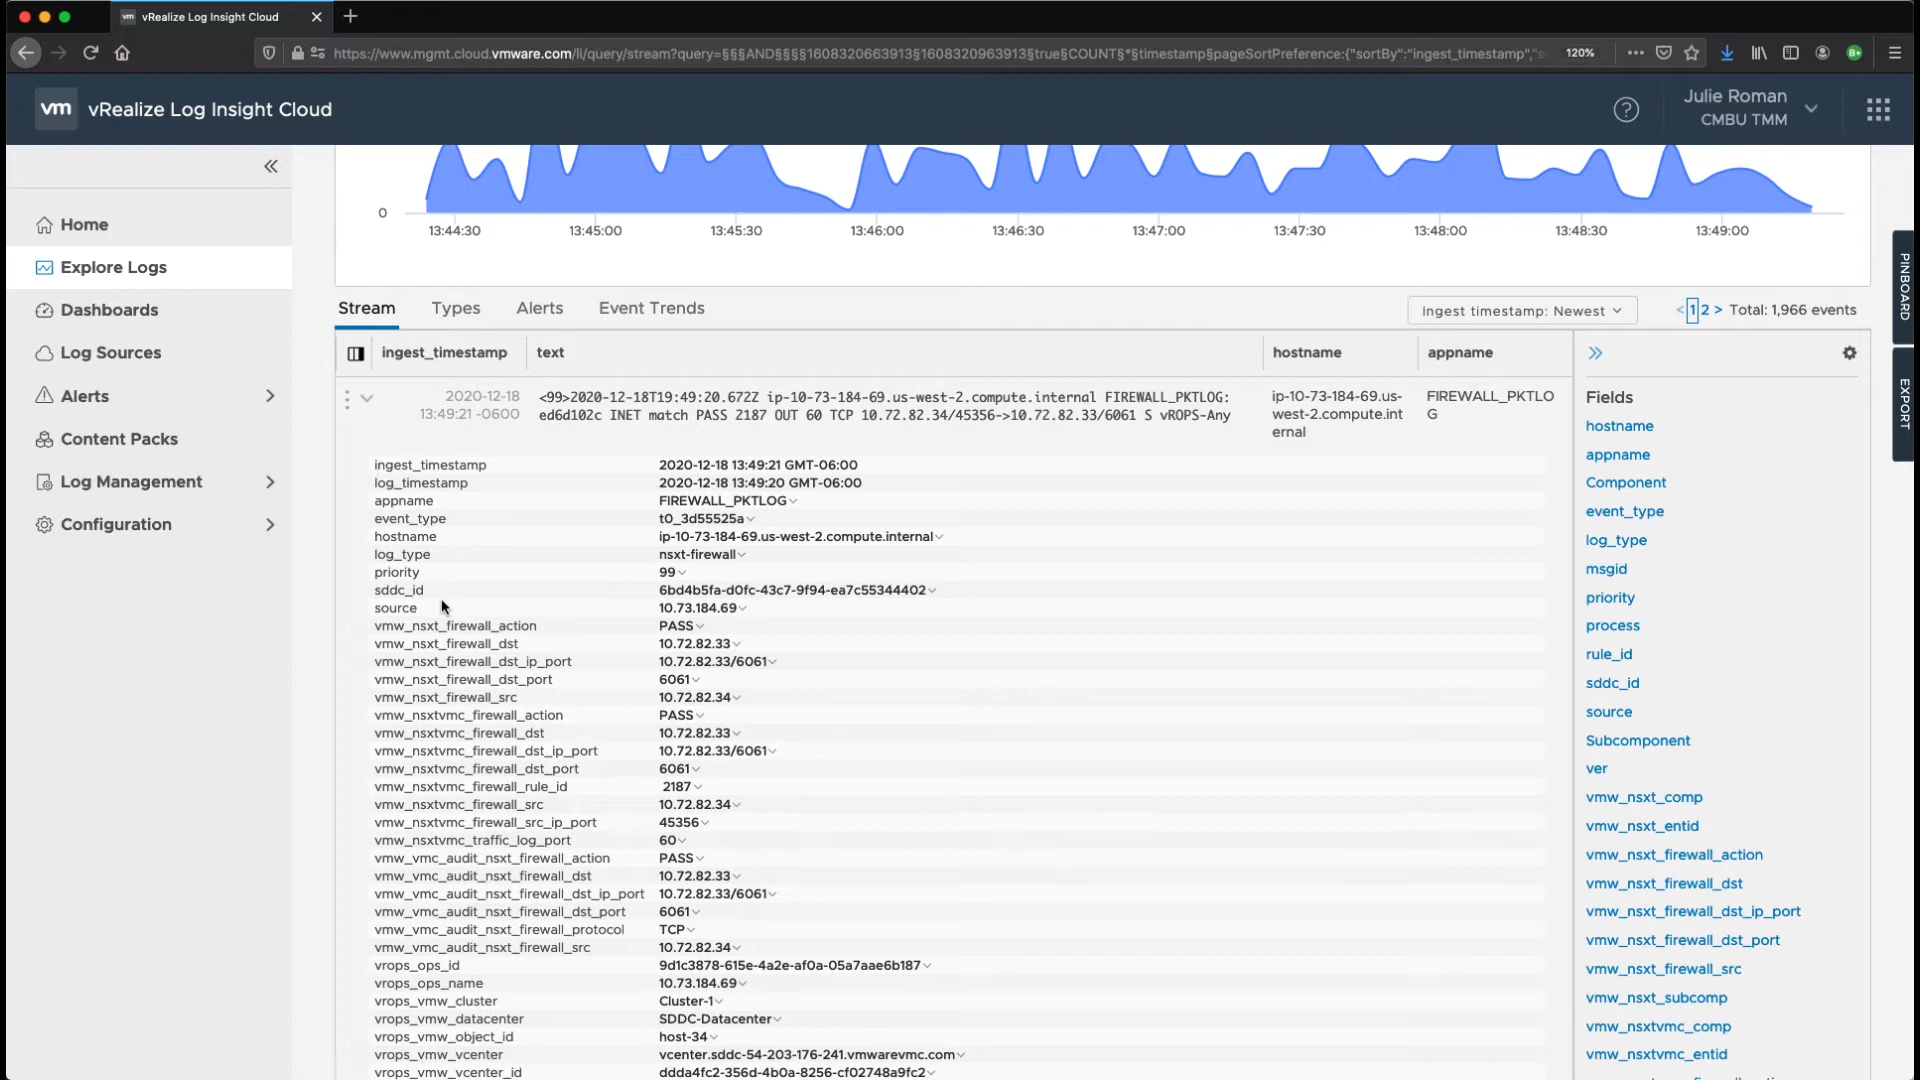 vm vRealize Log Insight Cloud
https://www.mgmt.cloud.vmware.com/li/query/stream?query=§§§AND§§§§1608320663913§1608320963913§true§COUNT§*§timestamp§pageSortPreference:{"sortBy":"ingest_timestamp","s
120%
vm vRealize Log Insight Cloud
Julie Roman
CMBU TMM
Home
Explore Logs
Dashboards
Log Sources
Alerts
Content Packs
Log Management
Configuration
0
13:44:30 13:45:00 13:45:30 13:46:00 13:46:30 13:47:00 13:47:30 13:48:00 13:48:30 13:49:00
PINBOARD
EXPORT
Stream Types Alerts Event Trends
Ingest timestamp: Newest
< 1 2 > Total: 1,966 events
ingest_timestamp text hostname appname
2020-12-18
13:49:21 -0600
<99>2020-12-18T19:49:20.672Z ip-10-73-184-69.us-west-2.compute.internal FIREWALL_PKTLOG:
ed6d102c INET match PASS 2187 OUT 60 TCP 10.72.82.34/45356->10.72.82.33/6061 S vROPS-Any
ip-10-73-184-69.us-
west-2.compute.int
ernal
FIREWALL_PKTLO
G
ingest_timestamp 2020-12-18 13:49:21 GMT-06:00
log_timestamp 2020-12-18 13:49:20 GMT-06:00
appname FIREWALL_PKTLOG
event_type t0_3d55525a
hostname ip-10-73-184-69.us-west-2.compute.internal
log_type nsxt-firewall
priority 99
sddc_id 6bd4b5fa-d0fc-43c7-9f94-ea7c55344402
source 10.73.184.69
vmw_nsxt_firewall_action PASS
vmw_nsxt_firewall_dst 10.72.82.33
vmw_nsxt_firewall_dst_ip_port 10.72.82.33/6061
vmw_nsxt_firewall_dst_port 6061
vmw_nsxt_firewall_src 10.72.82.34
vmw_nsxtvmc_firewall_action PASS
vmw_nsxtvmc_firewall_dst 10.72.82.33
vmw_nsxtvmc_firewall_dst_ip_port 10.72.82.33/6061
vmw_nsxtvmc_firewall_dst_port 6061
vmw_nsxtvmc_firewall_rule_id 2187
vmw_nsxtvmc_firewall_src 10.72.82.34
vmw_nsxtvmc_firewall_src_ip_port 45356
vmw_nsxtvmc_traffic_log_port 60
vmw_vmc_audit_nsxt_firewall_action PASS
vmw_vmc_audit_nsxt_firewall_dst 10.72.82.33
vmw_vmc_audit_nsxt_firewall_dst_ip_port 10.72.82.33/6061
vmw_vmc_audit_nsxt_firewall_dst_port 6061
vmw_vmc_audit_nsxt_firewall_protocol TCP
vmw_vmc_audit_nsxt_firewall_src 10.72.82.34
vrops_ops_id 9d1c3878-615e-4a2e-af0a-05a7aae6b187
vrops_ops_name 10.73.184.69
vrops_vmw_cluster Cluster-1
vrops_vmw_datacenter SDDC-Datacenter
vrops_vmw_object_id host-34
vrops_vmw_vcenter vcenter.sddc-54-203-176-241.vmwarevmc.com
vrops_vmw_vcenter_id ddda4fc2-356d-4b0a-8256-cf02748a9fc2
Fields
hostname
appname
Component
event_type
log_type
msgid
priority
process
rule_id
sddc_id
source
Subcomponent
ver
vmw_nsxt_comp
vmw_nsxt_entid
vmw_nsxt_firewall_action
vmw_nsxt_firewall_dst
vmw_nsxt_firewall_dst_ip_port
vmw_nsxt_firewall_dst_port
vmw_nsxt_firewall_src
vmw_nsxt_subcomp
vmw_nsxtvmc_comp
vmw_nsxtvmc_entid